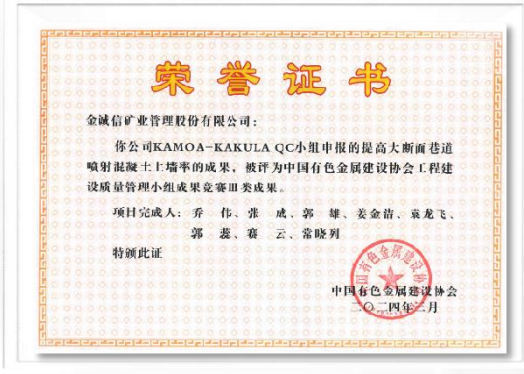 荣誉证书
金诚信矿业管理股份有限公司：
你公司KAMOA-KAKULA QC小组申报的提高大断面巷道
喷射混凝土上墙率的成果，被评为中国有色金属建设协会工程建
设质量管理小组成果竞赛Ⅲ类成果。
项目完成人：乔 伟、张 成、郭 雄、姜金洁、袁龙飞、
郭 蕊、赛 云、常晓列
特颁此证
中国有色金属建设协会
二〇二四年三月